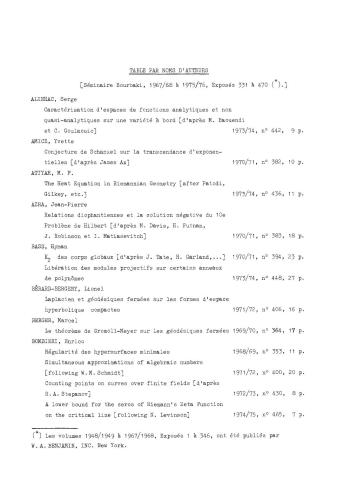 TABLE PAR NOMS D'AUTEURS
[Séminaire Bourbaki, 1967/68 à 1975/76, Exposés 331 à 470 (*).]
ALINHAC, Serge
Caractérisation d'espaces de fonctions analytiques et non
quasi-analytiques sur une variété à bord [d'après M. Baouendi
et C. Goulaouic] 1973/74, n° 442, 9 p.
AMICE, Yvette
Conjecture de Schanuel sur la transcendance d'exponen-
tielles [d'après James Ax] 1970/71, n° 382, 10 p.
ATIYAH, M. F.
The Heat Equation in Riemannian Geometry [after Patodi,
Gilkey, etc.] 1973/74, n° 436, 11 p.
AZRA, Jean-Pierre
Relations diophantiennes et la solution négative du 10e
Problème de Hilbert [d'après M. Davis, H. Putnam,
J. Robinson et I. Matiasevitch] 1970/71, n° 383, 18 p.
BASS, Hyman
K2 des corps globaux [d'après J. Tate, H. Garland,...] 1970/71, n° 394, 23 p.
Libération des modules projectifs sur certains anneaux
de polynômes 1973/74, n° 448, 27 p.
BÉRARD-BERGERY, Lionel
Laplacien et géodésiques fermées sur les formes d'espace
hyperbolique compactes 1971/72, n° 406, 16 p.
BERGER, Marcel
Le théorème de Gromoll-Meyer sur les géodésiques fermées 1969/70, n° 364, 17 p.
BOMBIERI, Enrico
Régularité des hypersurfaces minimales 1968/69, n° 353, 11 p.
Simultaneous approximations of algebraic numbers
[following W. M. Schmidt] 1971/72, n° 400, 20 p.
Counting points on curves over finite fields [d'après
S. A. Stepanov] 1972/73, n° 430, 8 p.
A lower bound for the zeros of Riemann's Zeta Function
on the critical line [following N. Levinson] 1974/75, n° 465, 7 p.
(*) Les volumes 1948/1949 à 1967/1968, Exposés 1 à 346, ont été publiés par
W. A. BENJAMIN, INC. New York.